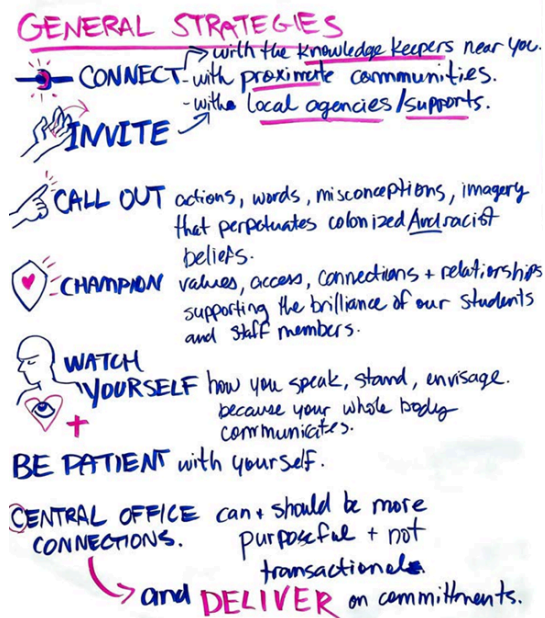 GENERAL STRATEGIES
with the knowledge keepers near you.
CONNECT - with proximate communities.
- withe local agencies/supports.
INVITE
CALL OUT actions, words, misconceptions, imagery
that perpetuates colonized And racist
beliefs.
CHAMPION values, access, connections + relationships
supporting the brilliance of our students
and staff members.
WATCH
YOURSELF how you speak, stand, envisage.
because your whole body
communicates.
+
BE PATIENT with yourself.
CENTRAL OFFICE can + should be more
CONNECTIONS. purposeful + not
transactional.
and DELIVER on committments.